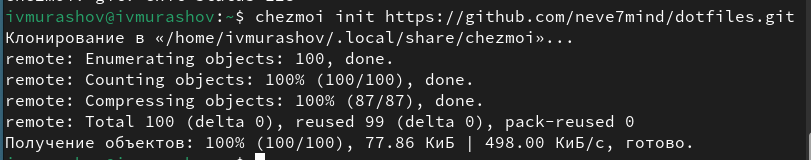 ivmurashov@ivmurashov:~$ chezmoi init https://github.com/neve7mind/dotfiles.git
Клонирование в «/home/ivmurashov/.local/share/chezmoi»...
remote: Enumerating objects: 100, done.
remote: Counting objects: 100% (100/100), done.
remote: Compressing objects: 100% (87/87), done.
remote: Total 100 (delta 0), reused 99 (delta 0), pack-reused 0
Получение объектов: 100% (100/100), 77.86 КиБ | 498.00 КиБ/с, готово.